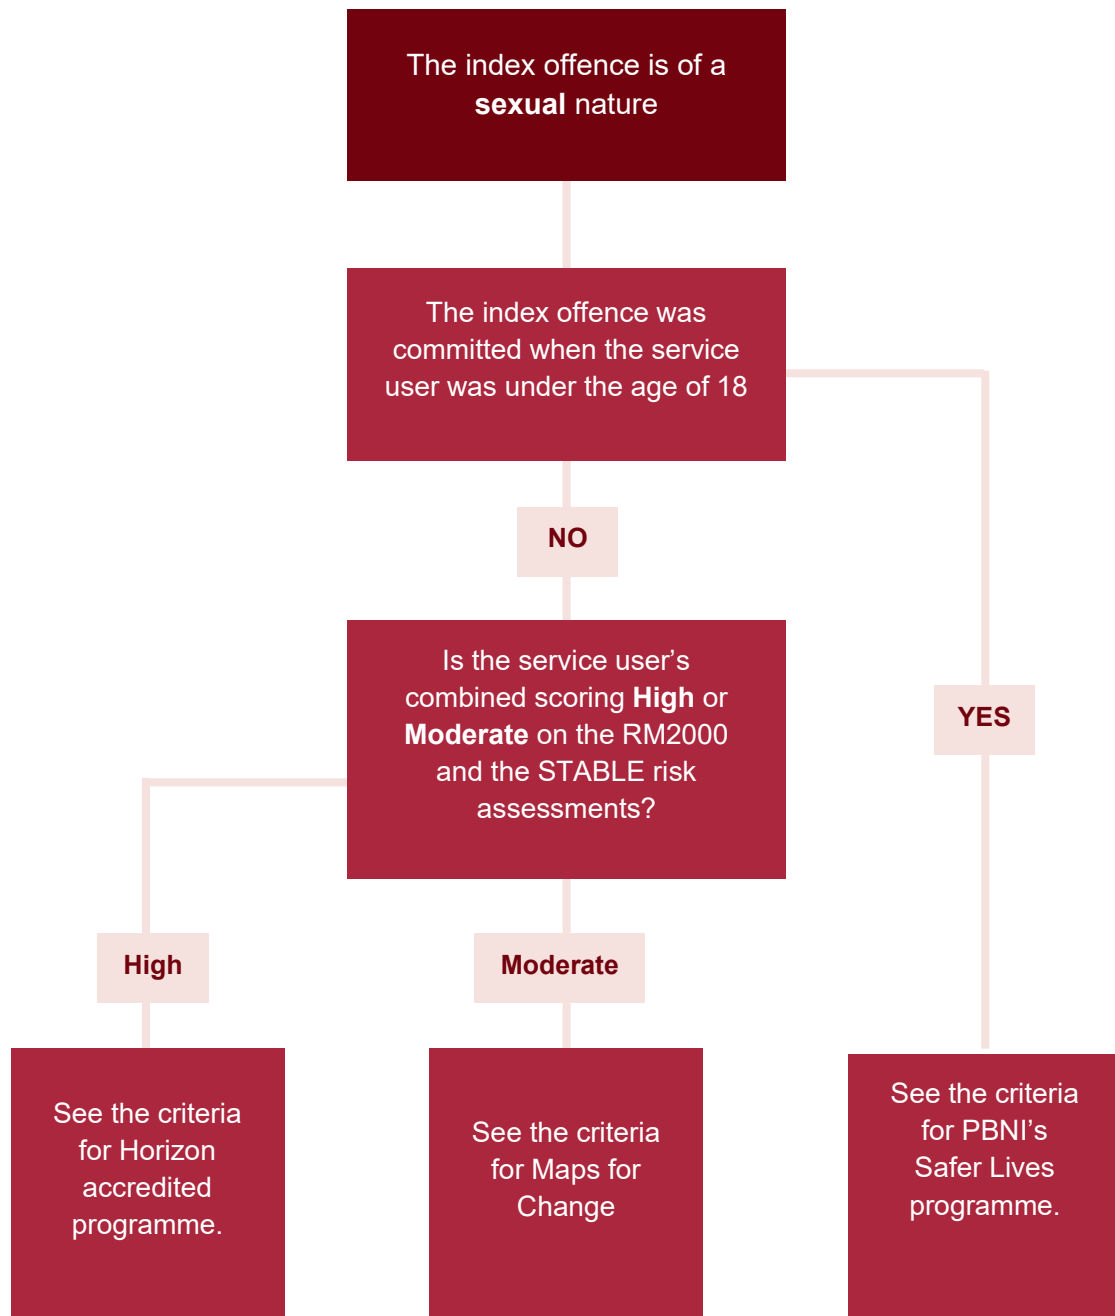 The index offence is of a
sexual nature
The index offence was
committed when the service
user was under the age of 18
NO
Is the service user’s
combined scoring High or
Moderate on the RM2000
and the STABLE risk
assessments?
YES
High
Moderate
See the criteria
for Horizon
accredited
programme.
See the criteria
for Maps for
Change
See the criteria
for PBNI’s
Safer Lives
programme.